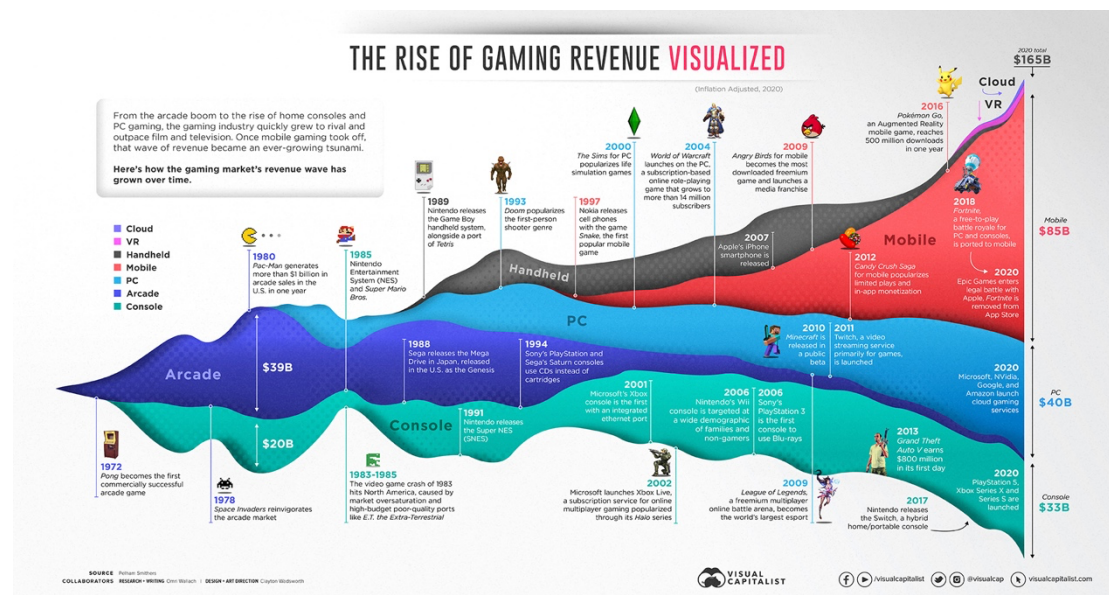 THE RISE OF GAMING REVENUE VISUALIZED
(Inflation Adjusted, 2020)
From the arcade boom to the rise of home consoles and
PC gaming, the gaming industry quickly grew to rival and
outpace film and television. Once mobile gaming took off,
that wave of revenue became an ever-growing tsunami.
Here's how the gaming market's revenue wave has
grown over time.
Cloud
VR
Handheld
Mobile
PC
Arcade
Console
2020 total
$165B
Cloud
VR
1972
Pong becomes the first
commercially successful
arcade game
1978
Space Invaders reinvigorates
the arcade market
1980
Pac-Man generates
more than $1 billion in
arcade sales in the
U.S. in one year
Arcade
$39B
$20B
1985
Nintendo
Entertainment
System (NES)
and Super Mario
Bros.
1983-1985
The video game crash of 1983
hits North America, caused by
market oversaturation and
high-budget poor-quality ports
like E.T. the Extra-Terrestrial
1988
Sega releases the Mega
Drive in Japan, released
in the U.S. as the Genesis
1989
Nintendo releases
the Game Boy
handheld system,
alongside a port
of Tetris
Console
1991
Nintendo releases
the Super NES
(SNES)
1993
Doom popularizes
the first-person
shooter genre
Handheld
1994
Sony's PlayStation and
Sega's Saturn consoles
use CDs instead of
cartridges
1997
Nokia releases
cell phones
with the game
Snake, the first
popular mobile
game
PC
2000
The Sims for PC
popularizes life
simulation games
2001
Microsoft's Xbox
console is the first
with an integrated
ethernet port
2002
Microsoft launches Xbox Live,
a subscription service for online
multiplayer gaming popularized
through its Halo series
2004
World of Warcraft
launches on the PC,
a subscription-based
online role-playing
game that grows to
more than 14 million
subscribers
2006
Nintendo's Wii
console is targeted at
a wide demographic
of families and
non-gamers
2006
Sony's
PlayStation 3
is the first
console to
use Blu-rays
2007
Apple's iPhone
smartphone is
released
2009
Angry Birds for mobile
becomes the most
downloaded freemium
game and launches a
media franchise
2009
League of Legends,
a freemium multiplayer
online battle arena, becomes
the world's largest esport
2010
Minecraft is
released in
a public
beta
2011
Twitch, a video
streaming service
primarily for games,
is launched
Mobile
2012
Candy Crush Saga
for mobile popularizes
limited plays and
in-app monetization
2013
Grand Theft
Auto V earns
$800 million
in its first day
2016
Pokémon Go,
an Augmented Reality
mobile game, reaches
500 million downloads
in one year
2017
Nintendo releases
the Switch, a hybrid
home/portable console
2018
Fortnite,
a free-to-play
battle royale for
PC and consoles,
is ported to mobile
2020
Epic Games enters
legal battle with
Apple, Fortnite is
removed from
App Store
2020
Microsoft, NVidia,
Google, and
Amazon launch
cloud gaming
services
2020
PlayStation 5,
Xbox Series X and
Series S are
launched
Mobile
$85B
PC
$40B
Console
$33B
SOURCE Pelham Smithers
COLLABORATORS RESEARCH + WRITING Omri Wallach | DESIGN + ART DIRECTION Clayton Wadsworth
VISUAL
CAPITALIST
/visualcapitalist
@visualcap
visualcapitalist.com